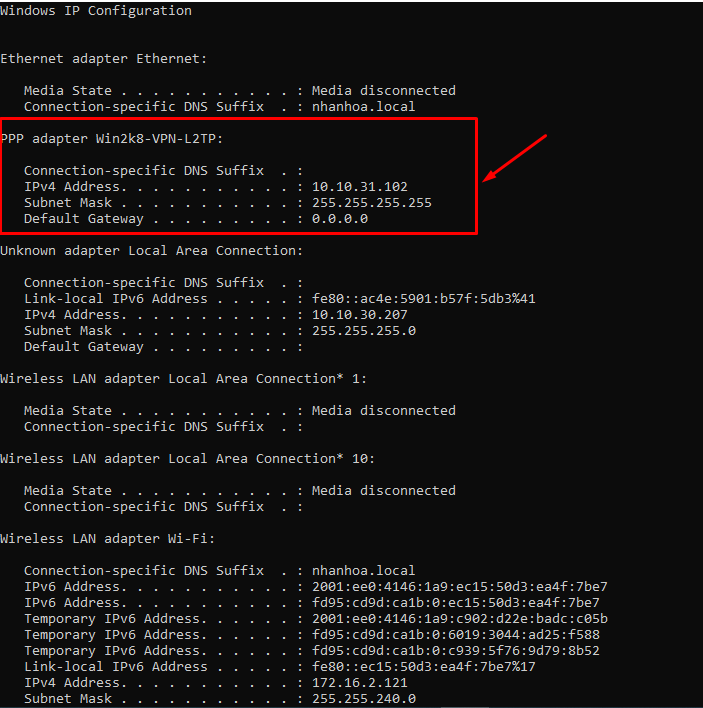 Windows IP Configuration
Ethernet adapter Ethernet:
Media State . . . . . . . . . . . : Media disconnected
Connection-specific DNS Suffix  . : nhanhoa.local
PPP adapter Win2k8-VPN-L2TP:
Connection-specific DNS Suffix  . :
IPv4 Address. . . . . . . . . . . : 10.10.31.102
Subnet Mask . . . . . . . . . . . : 255.255.255.255
Default Gateway . . . . . . . . . : 0.0.0.0
Unknown adapter Local Area Connection:
Connection-specific DNS Suffix  . :
Link-local IPv6 Address . . . . . : fe80::ac4e:5901:b57f:5db3%41
IPv4 Address. . . . . . . . . . . : 10.10.30.207
Subnet Mask . . . . . . . . . . . : 255.255.255.0
Default Gateway . . . . . . . . . :
Wireless LAN adapter Local Area Connection* 1:
Media State . . . . . . . . . . . : Media disconnected
Connection-specific DNS Suffix  . :
Wireless LAN adapter Local Area Connection* 10:
Media State . . . . . . . . . . . : Media disconnected
Connection-specific DNS Suffix  . :
Wireless LAN adapter Wi-Fi:
Connection-specific DNS Suffix  . : nhanhoa.local
IPv6 Address. . . . . . . . . . . : 2001:ee0:4146:1a9:ec15:50d3:ea4f:7be7
IPv6 Address. . . . . . . . . . . : fd95:cd9d:ca1b:0:ec15:50d3:ea4f:7be7
Temporary IPv6 Address. . . . . . : 2001:ee0:4146:1a9:c902:d22e:badc:c05b
Temporary IPv6 Address. . . . . . : fd95:cd9d:ca1b:0:6019:3044:ad25:f588
Temporary IPv6 Address. . . . . . : fd95:cd9d:ca1b:0:c939:5f76:9d79:8b52
Link-local IPv6 Address . . . . . : fe80::ec15:50d3:ea4f:7be7%17
IPv4 Address. . . . . . . . . . . : 172.16.2.121
Subnet Mask . . . . . . . . . . . : 255.255.240.0